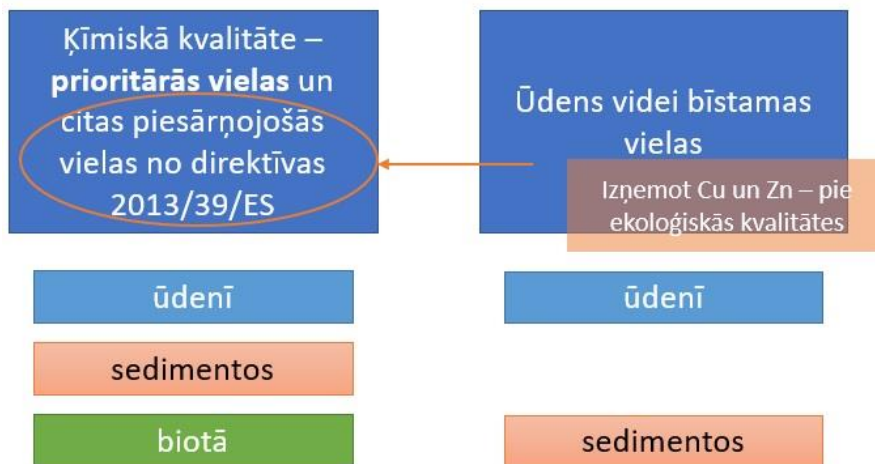 Ķīmiskā kvalitāte –
prioritārās vielas un
citas piesārņojošās
vielas no direktīvas
2013/39/ES
Ūdens videi bīstamas
vielas
Izņemot Cu un Zn – pie
ekoloģiskās kvalitātes
ūdenī
sedimentos
biotā
ūdenī
sedimentos